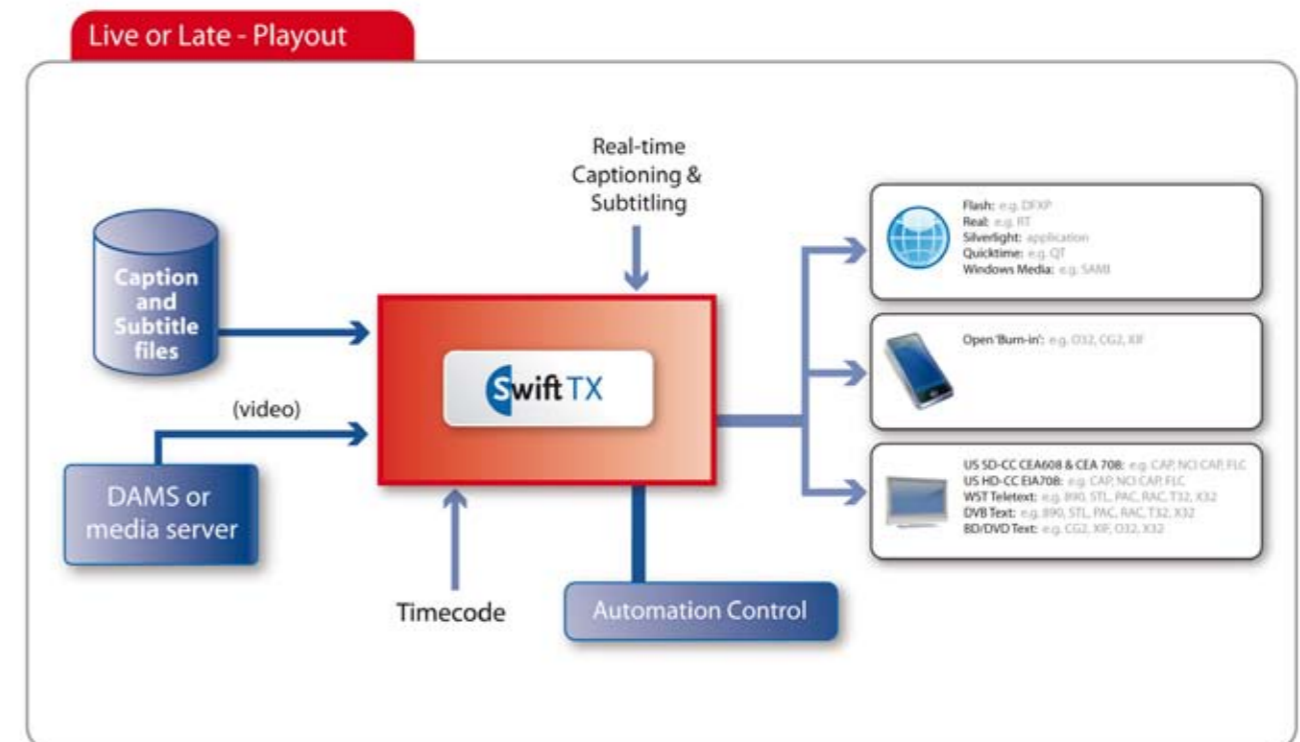 Live or Late - Playout
Real-time
Captioning &
Subtitling
Caption
and
Subtitle
files
(video)
DAMS or
media server
Swift TX
Timecode
Automation Control
Flash: e.g. DFXP
Real: e.g. RT
Silverlight: application
Quicktime: e.g. QT
Windows Media: e.g. SAMI
Open 'Burn-in': e.g. O32, CG2, XIF
US SD-CC CEA608 & CEA 708: e.g. CAP, NCI CAP, FLC
US HD-CC EIA708: e.g. CAP, NCI CAP, FLC
WST Teletext: e.g. 890, STL, PAC, RAC, T32, X32
DVB Text: e.g. 890, STL, PAC, RAC, T32, X32
BD/DVD Text: e.g. CG2, XIF, O32, X32